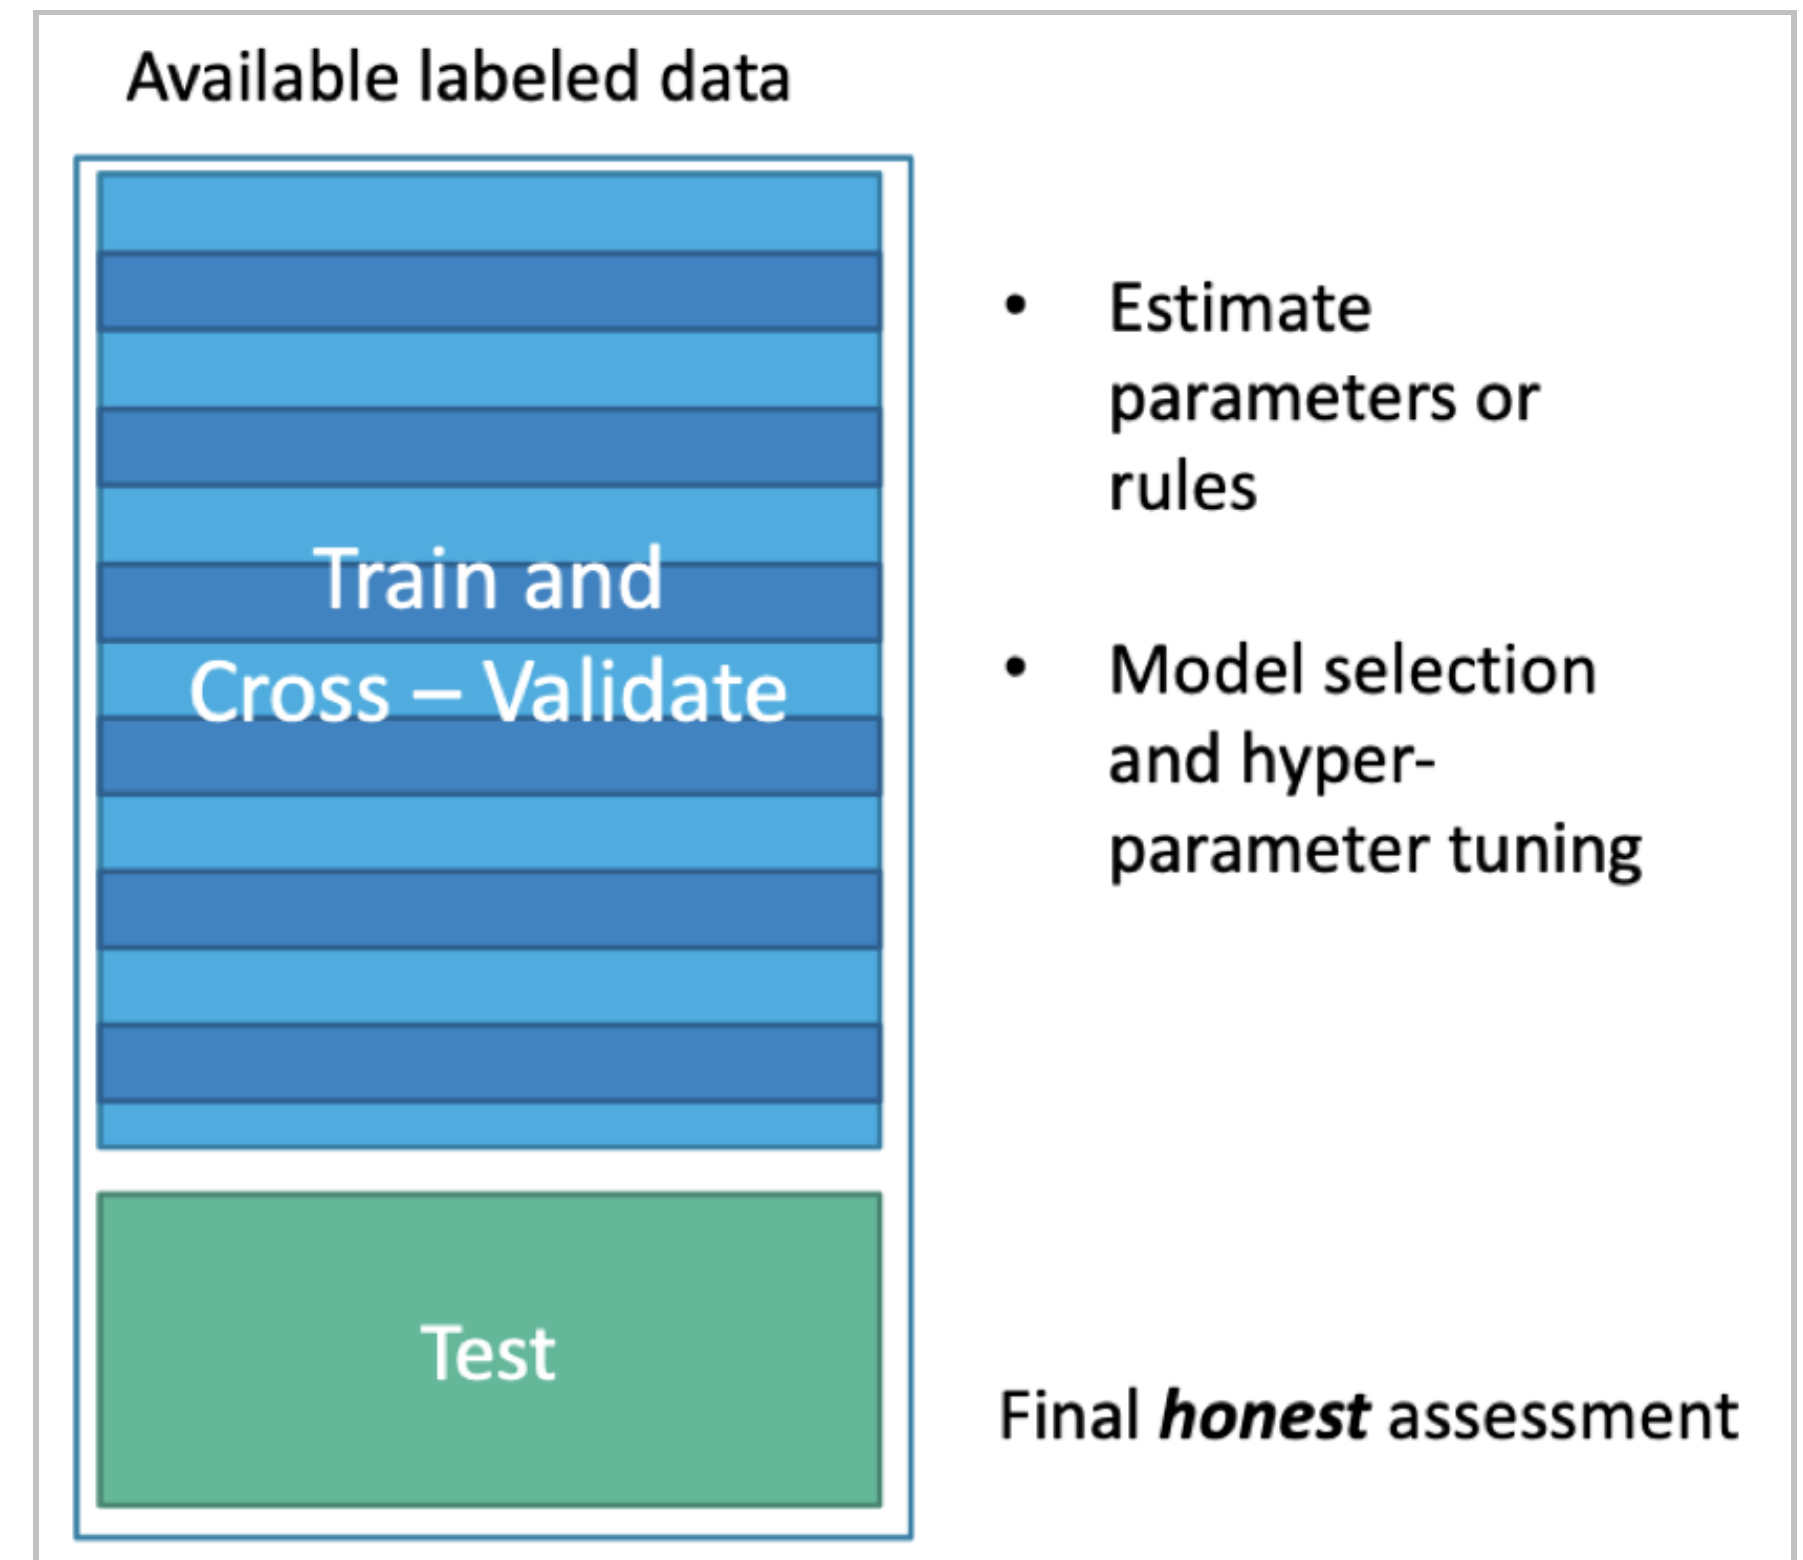 Available labeled data
Train and
Cross – Validate
• Estimate
parameters or
rules
• Model selection
and hyper-
parameter tuning
Test
Final honest assessment